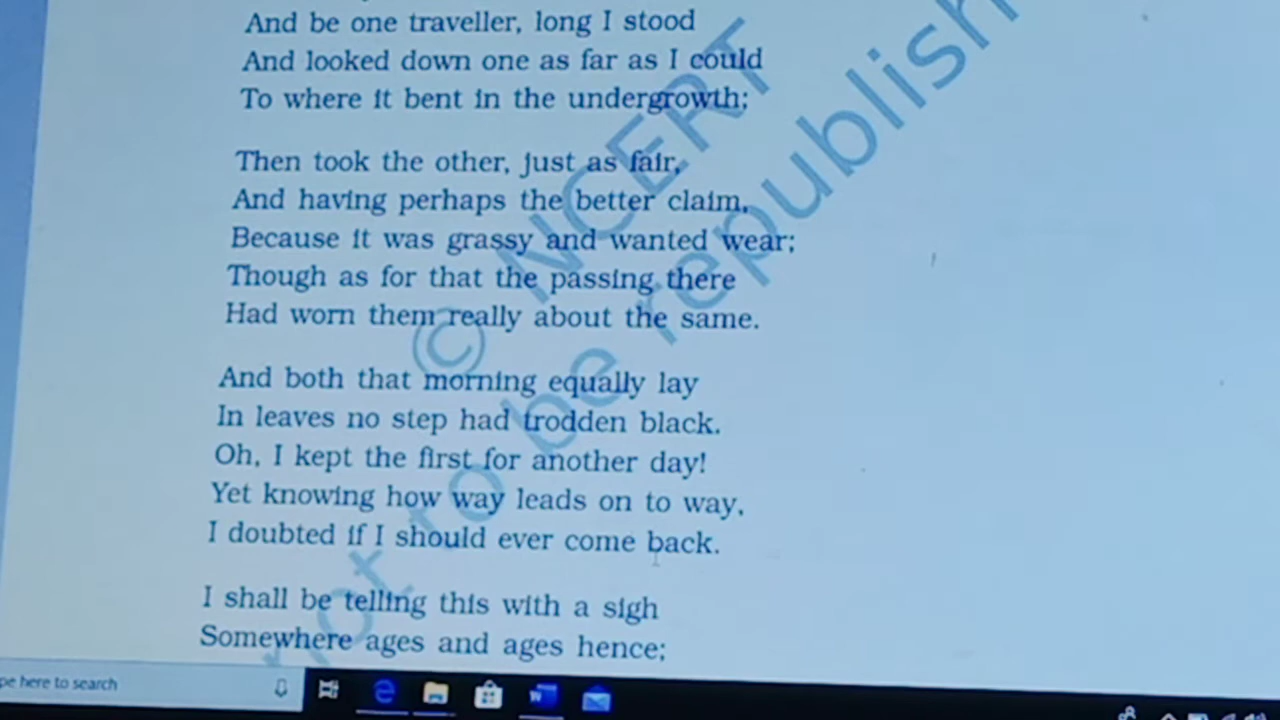 And be one traveller, long I stood
And looked down one as far as I could
To where it bent in the undergrowth;
Then took the other, just as fair,
And having perhaps the better claim,
Because it was grassy and wanted wear;
Though as for that the passing there
Had worn them really about the same.
And both that morning equally lay
In leaves no step had trodden black.
Oh, I kept the first for another day!
Yet knowing how way leads on to way,
I doubted if I should ever come back.
I shall be telling this with a sigh
Somewhere ages and ages hence;
© NCERT
not to be republish
pe here to search